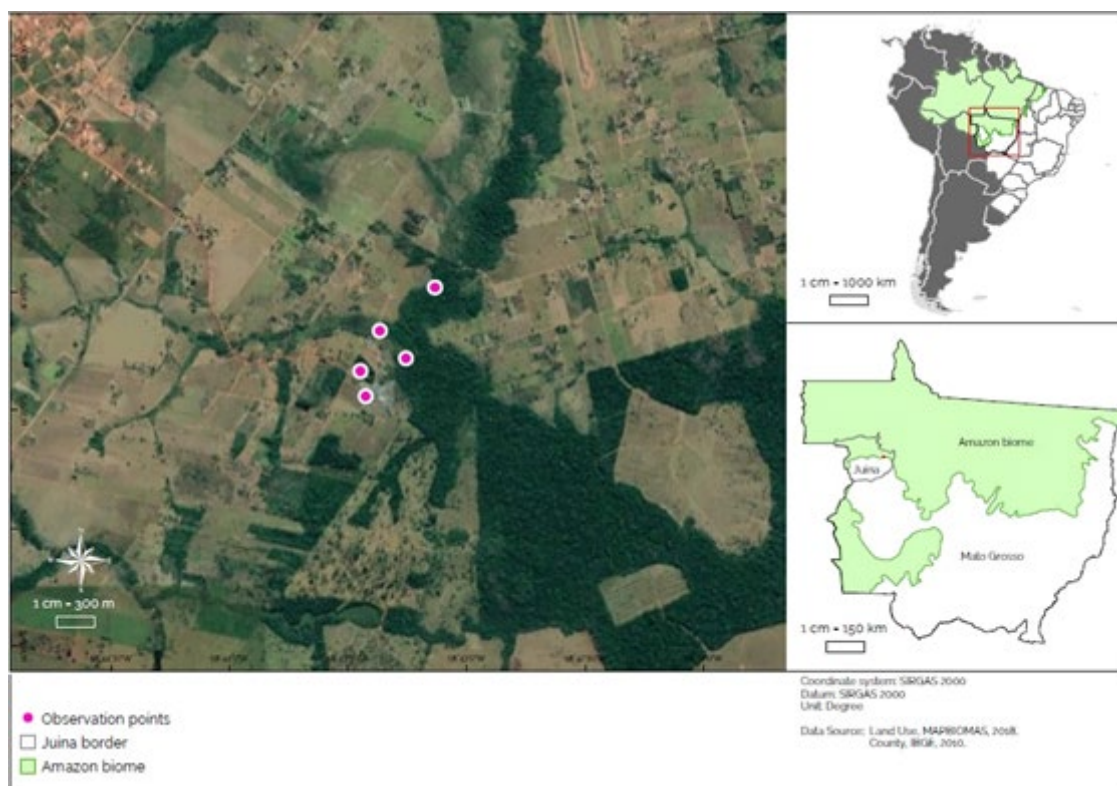 1 cm = 300 m
1 cm = 1000 km
Amazon biome
Juina
Mato Grosso
1 cm = 150 km
Observation points
Juina border
Amazon biome
Coordinate system: SIRGAS 2000
Datum: SIRGAS 2000
Unit: Degree
Data Source: Land Use, MAPBIOMAS, 2018.
County, IBGE, 2010.